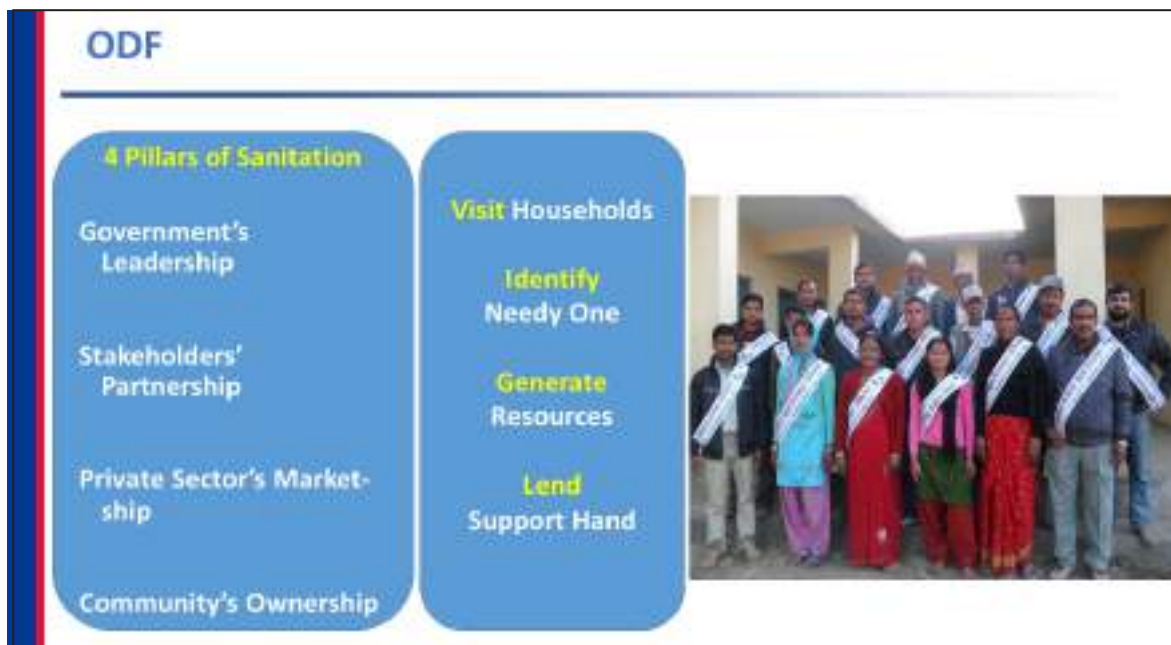 ODF
4 Pillars of Sanitation
Government's
Leadership
Stakeholders'
Partnership
Private Sector's Market-
ship
Community's Ownership
Visit Households
Identify
Needy One
Generate
Resources
Lend
Support Hand